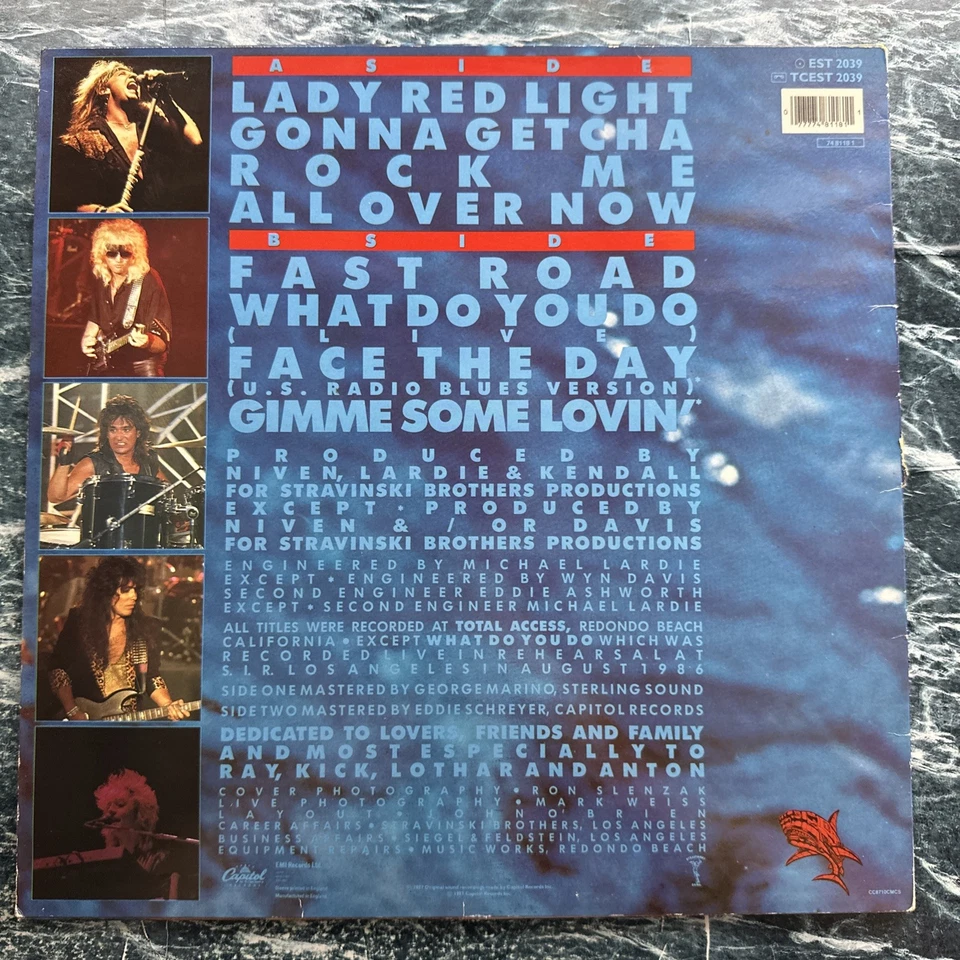 A SIDE
LADY RED LIGHT
GONNA GETCHA
ROCK ME
ALL OVER NOW
B SIDE
FAST ROAD
WHAT DO YOU DO
(LIVE)
FACE THE DAY
(U.S. RADIO BLUES VERSION)•
GIMME SOME LOVIN'•
PRODUCED BY
NIVEN, LARDIE & KENDALL
FOR STRAVINSKI BROTHERS PRODUCTIONS
EXCEPT • PRODUCED BY
NIVEN & / OR DAVIS
FOR STRAVINSKI BROTHERS PRODUCTIONS
ENGINEERED BY MICHAEL LARDIE
EXCEPT • ENGINEERED BY WYN DAVIS
SECOND ENGINEER EDDIE ASHWORTH
EXCEPT • SECOND ENGINEER MICHAEL LARDIE
ALL TITLES WERE RECORDED AT TOTAL ACCESS, REDONDO BEACH
CALIFORNIA • EXCEPT WHAT DO YOU DO WHICH WAS
RECORDED LIVE IN REHEARSAL AT
S.I.R. LOS ANGELES IN AUGUST 1986
SIDE ONE MASTERED BY GEORGE MARINO, STERLING SOUND
SIDE TWO MASTERED BY EDDIE SCHREYER, CAPITOL RECORDS
DEDICATED TO LOVERS, FRIENDS AND FAMILY
AND MOST ESPECIALLY TO
RAY, KICK, LOTHAR AND ANTON
COVER PHOTOGRAPHY • RON SLENZAK
LIVE PHOTOGRAPHY • MARK WEISS
LAYOUT • JOHN O'BRIEN
CAREER AFFAIRS • STRAVINSKI BROTHERS, LOS ANGELES
BUSINESS AFFAIRS • SIEGEL & FELDSTEIN, LOS ANGELES
EQUIPMENT REPAIRS • MUSIC WORKS, REDONDO BEACH
Capitol
EMI Records Ltd.
EST 2039
TCEST 2039
74 8118 1